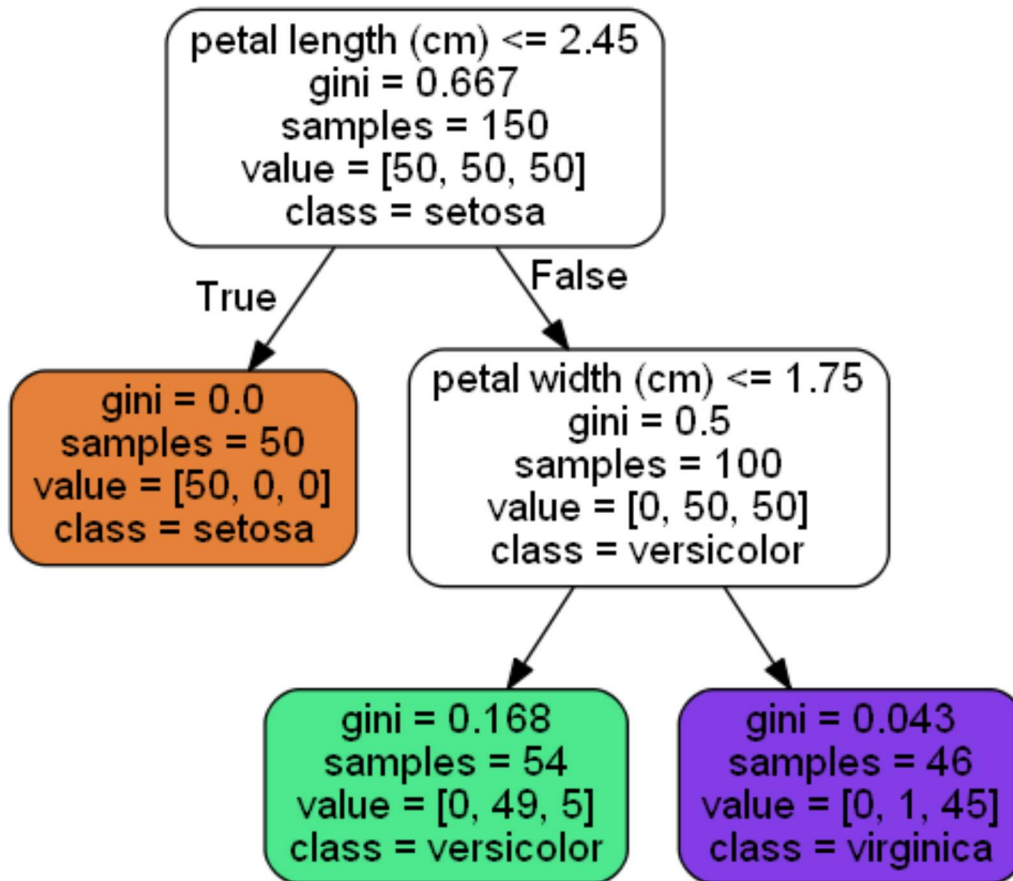 petal length (cm) <= 2.45
gini = 0.667
samples = 150
value = [50, 50, 50]
class = setosa
True
False
gini = 0.0
samples = 50
value = [50, 0, 0]
class = setosa
petal width (cm) <= 1.75
gini = 0.5
samples = 100
value = [0, 50, 50]
class = versicolor
gini = 0.168
samples = 54
value = [0, 49, 5]
class = versicolor
gini = 0.043
samples = 46
value = [0, 1, 45]
class = virginica